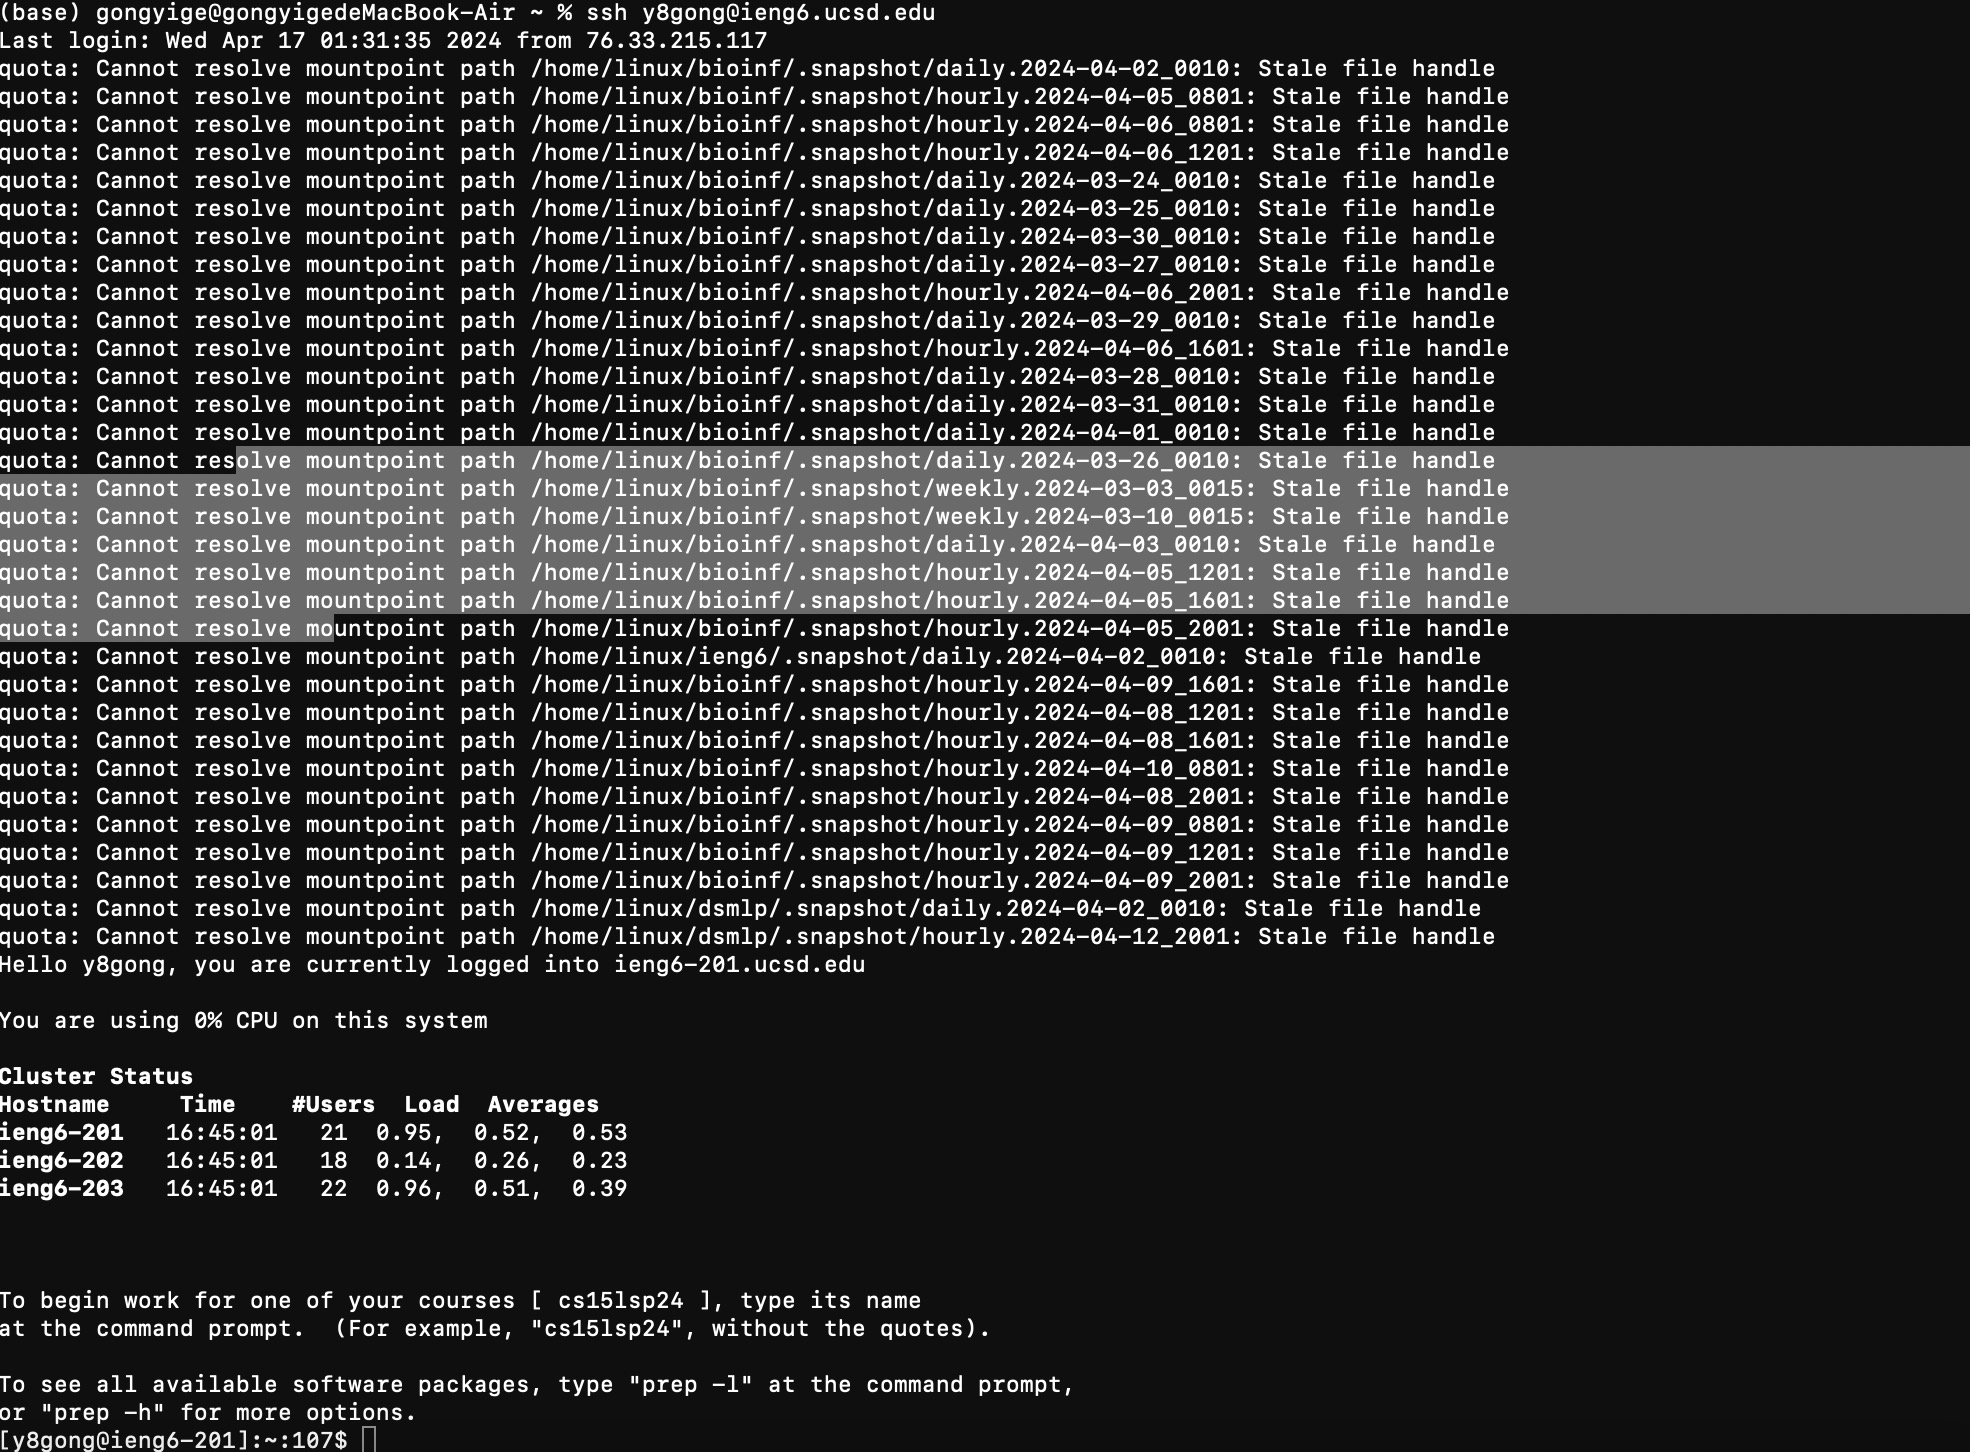 (base) gongyige@gongyigedeMacBook-Air ~ % ssh y8gong@ieng6.ucsd.edu
Last login: Wed Apr 17 01:31:35 2024 from 76.33.215.117
quota: Cannot resolve mountpoint path /home/linux/bioinf/.snapshot/daily.2024-04-02_0010: Stale file handle
quota: Cannot resolve mountpoint path /home/linux/bioinf/.snapshot/hourly.2024-04-05_0801: Stale file handle
quota: Cannot resolve mountpoint path /home/linux/bioinf/.snapshot/hourly.2024-04-06_0801: Stale file handle
quota: Cannot resolve mountpoint path /home/linux/bioinf/.snapshot/hourly.2024-04-06_1201: Stale file handle
quota: Cannot resolve mountpoint path /home/linux/bioinf/.snapshot/daily.2024-03-24_0010: Stale file handle
quota: Cannot resolve mountpoint path /home/linux/bioinf/.snapshot/daily.2024-03-25_0010: Stale file handle
quota: Cannot resolve mountpoint path /home/linux/bioinf/.snapshot/daily.2024-03-30_0010: Stale file handle
quota: Cannot resolve mountpoint path /home/linux/bioinf/.snapshot/daily.2024-03-27_0010: Stale file handle
quota: Cannot resolve mountpoint path /home/linux/bioinf/.snapshot/hourly.2024-04-06_2001: Stale file handle
quota: Cannot resolve mountpoint path /home/linux/bioinf/.snapshot/daily.2024-03-29_0010: Stale file handle
quota: Cannot resolve mountpoint path /home/linux/bioinf/.snapshot/hourly.2024-04-06_1601: Stale file handle
quota: Cannot resolve mountpoint path /home/linux/bioinf/.snapshot/daily.2024-03-28_0010: Stale file handle
quota: Cannot resolve mountpoint path /home/linux/bioinf/.snapshot/daily.2024-03-31_0010: Stale file handle
quota: Cannot resolve mountpoint path /home/linux/bioinf/.snapshot/daily.2024-04-01_0010: Stale file handle
quota: Cannot resolve mountpoint path /home/linux/bioinf/.snapshot/daily.2024-03-26_0010: Stale file handle
quota: Cannot resolve mountpoint path /home/linux/bioinf/.snapshot/weekly.2024-03-03_0015: Stale file handle
quota: Cannot resolve mountpoint path /home/linux/bioinf/.snapshot/weekly.2024-03-10_0015: Stale file handle
quota: Cannot resolve mountpoint path /home/linux/bioinf/.snapshot/daily.2024-04-03_0010: Stale file handle
quota: Cannot resolve mountpoint path /home/linux/bioinf/.snapshot/hourly.2024-04-05_1201: Stale file handle
quota: Cannot resolve mountpoint path /home/linux/bioinf/.snapshot/hourly.2024-04-05_1601: Stale file handle
quota: Cannot resolve mountpoint path /home/linux/bioinf/.snapshot/hourly.2024-04-05_2001: Stale file handle
quota: Cannot resolve mountpoint path /home/linux/ieng6/.snapshot/daily.2024-04-02_0010: Stale file handle
quota: Cannot resolve mountpoint path /home/linux/bioinf/.snapshot/hourly.2024-04-09_1601: Stale file handle
quota: Cannot resolve mountpoint path /home/linux/bioinf/.snapshot/hourly.2024-04-08_1201: Stale file handle
quota: Cannot resolve mountpoint path /home/linux/bioinf/.snapshot/hourly.2024-04-08_1601: Stale file handle
quota: Cannot resolve mountpoint path /home/linux/bioinf/.snapshot/hourly.2024-04-10_0801: Stale file handle
quota: Cannot resolve mountpoint path /home/linux/bioinf/.snapshot/hourly.2024-04-08_2001: Stale file handle
quota: Cannot resolve mountpoint path /home/linux/bioinf/.snapshot/hourly.2024-04-09_0801: Stale file handle
quota: Cannot resolve mountpoint path /home/linux/bioinf/.snapshot/hourly.2024-04-09_1201: Stale file handle
quota: Cannot resolve mountpoint path /home/linux/bioinf/.snapshot/hourly.2024-04-09_2001: Stale file handle
quota: Cannot resolve mountpoint path /home/linux/dsmlp/.snapshot/daily.2024-04-02_0010: Stale file handle
quota: Cannot resolve mountpoint path /home/linux/dsmlp/.snapshot/hourly.2024-04-12_2001: Stale file handle
Hello y8gong, you are currently logged into ieng6-201.ucsd.edu
You are using 0% CPU on this system
Cluster Status
Hostname     Time    #Users  Load  Averages
ieng6-201   16:45:01   21  0.95,  0.52,  0.53
ieng6-202   16:45:01   18  0.14,  0.26,  0.23
ieng6-203   16:45:01   22  0.96,  0.51,  0.39
To begin work for one of your courses [ cs15lsp24 ], type its name
at the command prompt.  (For example, "cs15lsp24", without the quotes).
To see all available software packages, type "prep -l" at the command prompt,
or "prep -h" for more options.
[y8gong@ieng6-201]:~:107$